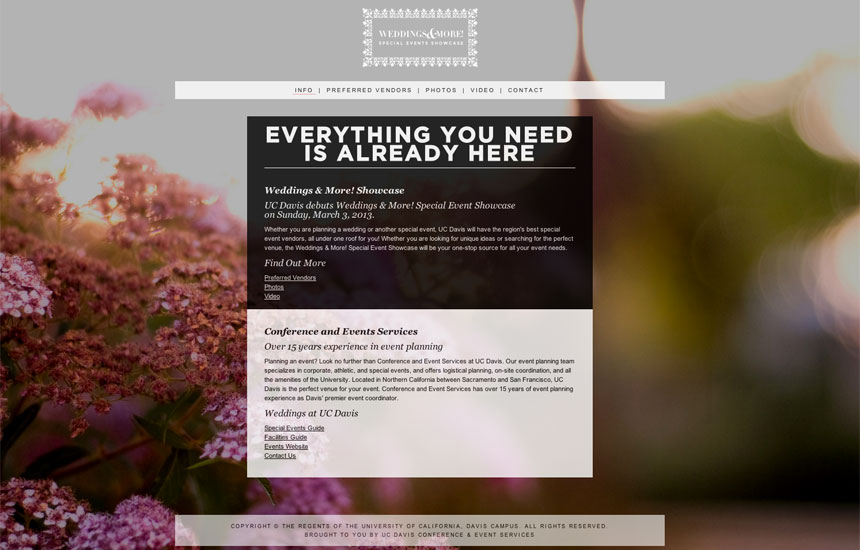 WEDDINGS & MORE!
SPECIAL EVENTS SHOWCASE
INFO | PREFERRED VENDORS | PHOTOS | VIDEO | CONTACT
EVERYTHING YOU NEED
IS ALREADY HERE
Weddings & More! Showcase
UC Davis debuts Weddings & More! Special Event Showcase
on Sunday, March 3, 2013.
Whether you are planning a wedding or another special event, UC Davis will have the region's best special
event vendors, all under one roof for you! Whether you are looking for unique ideas or searching for the perfect
venue, the Weddings & More! Special Event Showcase will be your one-stop source for all your event needs.
Find Out More
Preferred Vendors
Photos
Video
Conference and Events Services
Over 15 years experience in event planning
Planning an event? Look no further than Conference and Event Services at UC Davis. Our event planning team
specializes in corporate, athletic, and special events, and offers logistical planning, on-site coordination, and all
the amenities of the University. Located in Northern California between Sacramento and San Francisco, UC
Davis is the perfect venue for your event. Conference and Event Services has over 15 years of event planning
experience as Davis' premier event coordinator.
Weddings at UC Davis
Special Events Guide
Facilities Guide
Events Website
Contact Us
COPYRIGHT © THE REGENTS OF THE UNIVERSITY OF CALIFORNIA, DAVIS CAMPUS. ALL RIGHTS RESERVED.
BROUGHT TO YOU BY UC DAVIS CONFERENCE & EVENT SERVICES